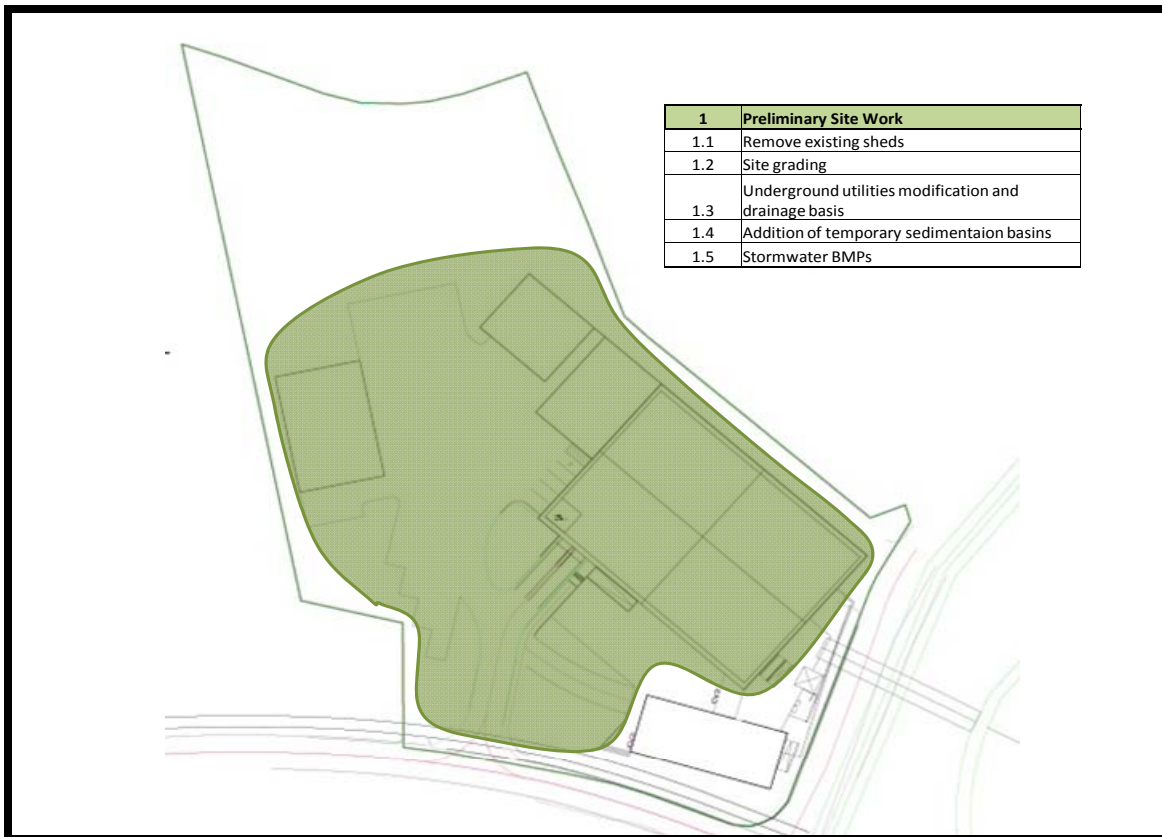 1 Preliminary Site Work
1.1 Remove existing sheds
1.2 Site grading
Underground utilities modification and
1.3 drainage basis
1.4 Addition of temporary sedimentaion basins
1.5 Stormwater BMPs